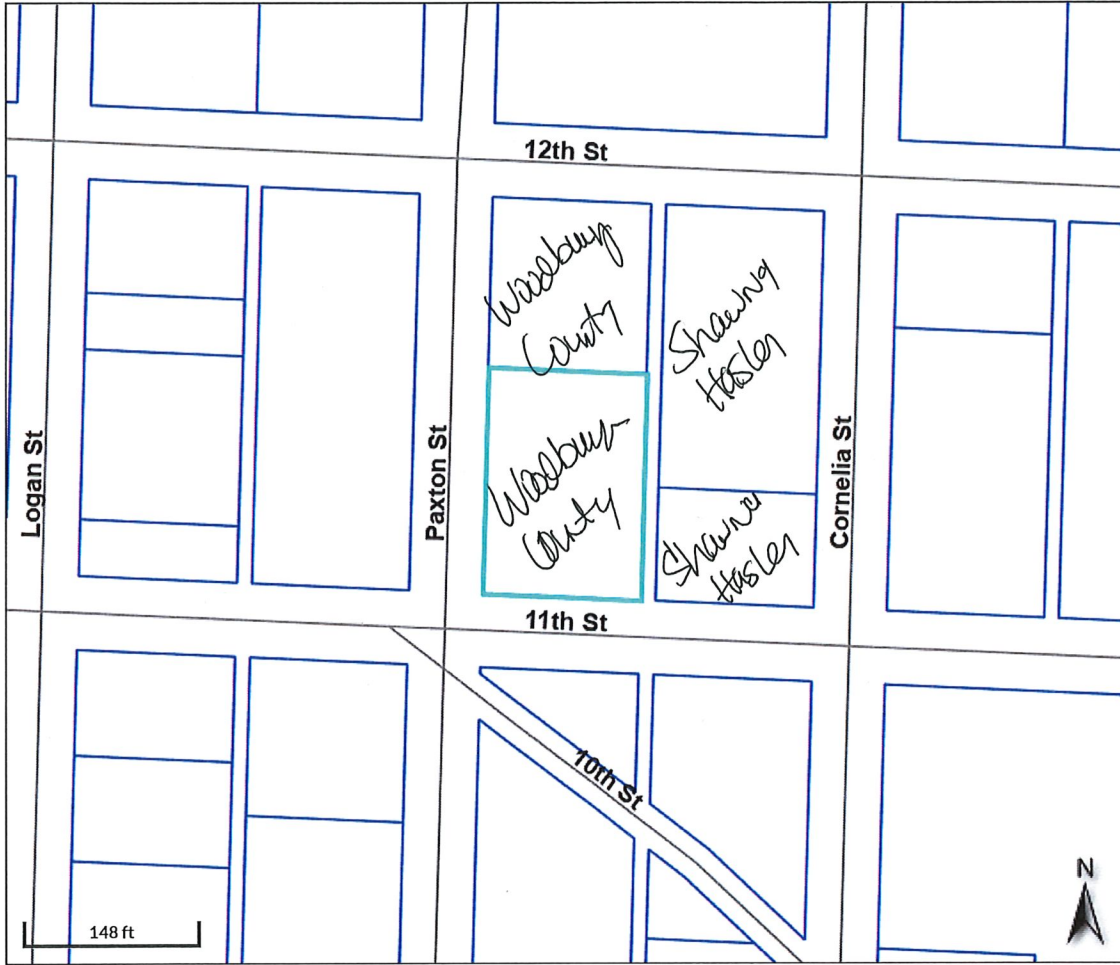 12th St
Woodbury
County
Shawna
Hasler
Logan St
Paxton St
Woodbury
County
Shawna
Hasler
Cornelia St
11th St
10th St
148 ft
N